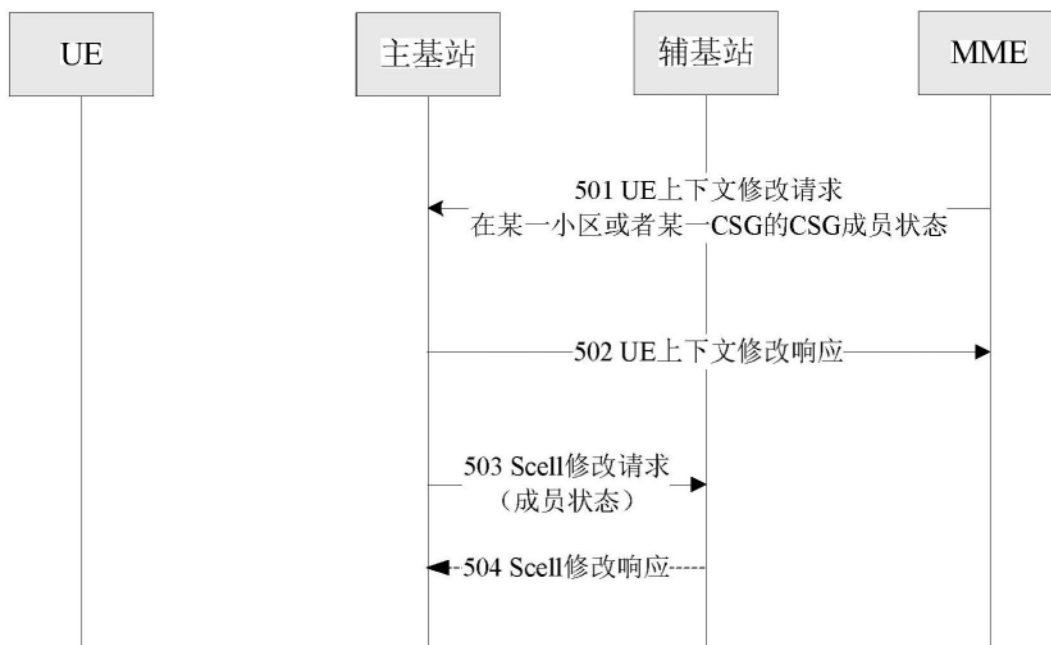 UE
主基站
辅基站
MME
501 UE上下文修改请求
在某一小区或者某一CSG的CSG成员状态
502 UE上下文修改响应
503 Scell修改请求
（成员状态）
504 Scell修改响应